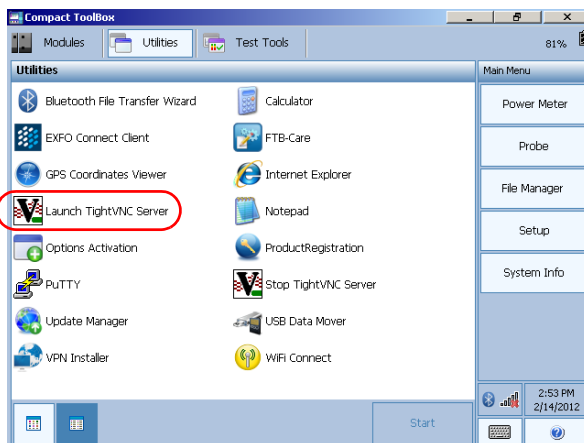 Compact ToolBox
Modules
Utilities
Test Tools
81%
Utilities
Main Menu
Bluetooth File Transfer Wizard
Calculator
Power Meter
EXFO Connect Client
FTB-Care
Probe
GPS Coordinates Viewer
Internet Explorer
File Manager
Launch TightVNC Server
Notepad
Setup
Options Activation
ProductRegistration
System Info
PuTTY
Stop TightVNC Server
Update Manager
USB Data Mover
VPN Installer
WiFi Connect
Start
2:53 PM
2/14/2012